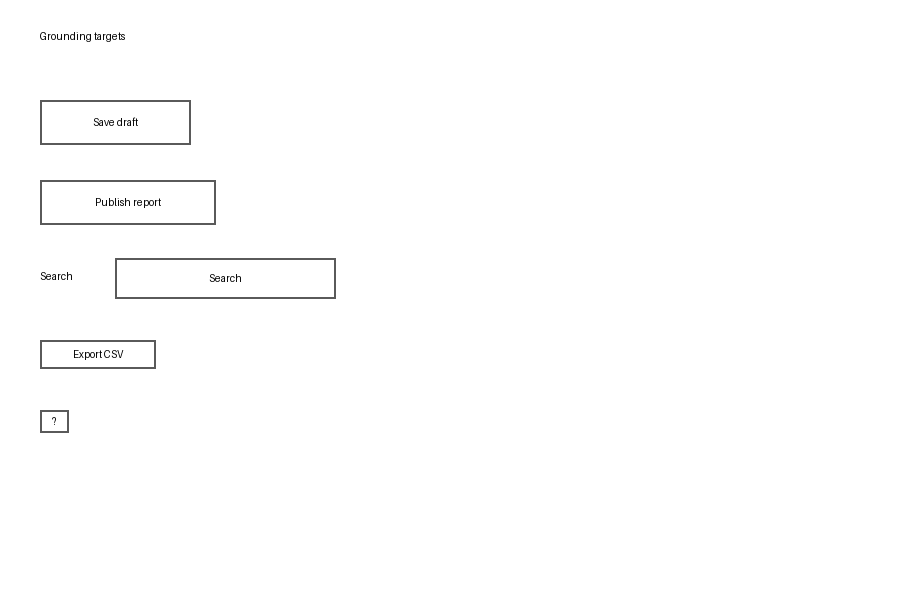 Grounding targets
Save draft
Publish report
Search Search
Export CSV
?